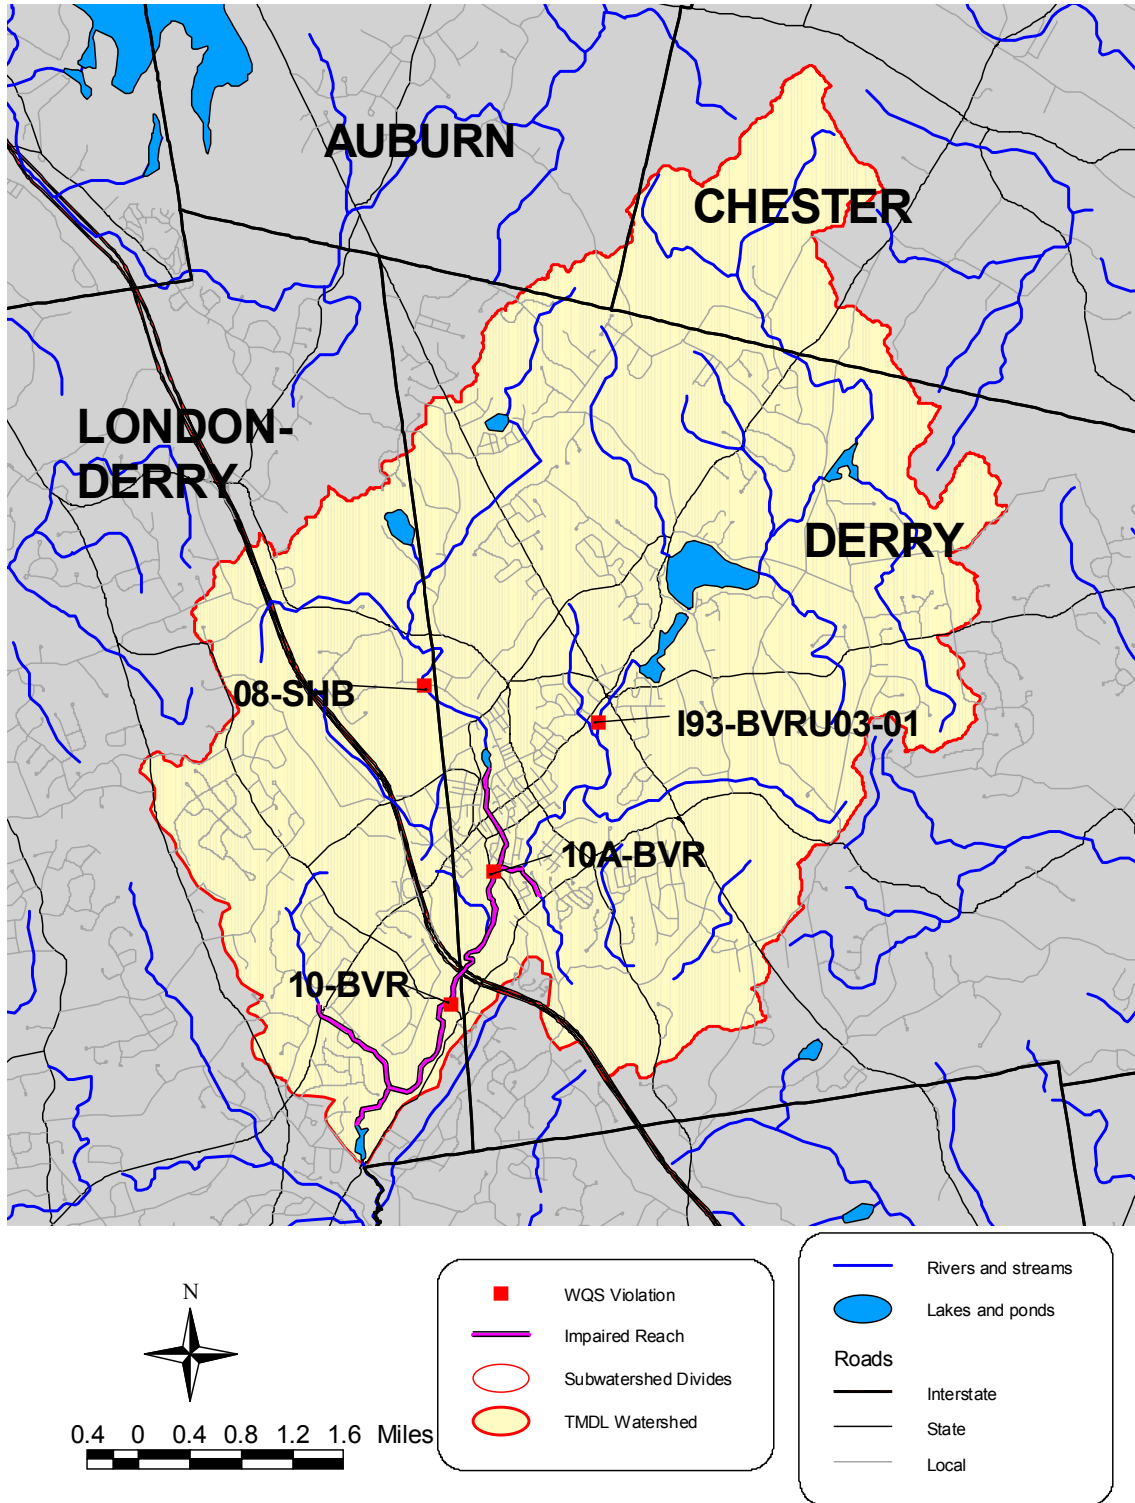 AUBURN
CHESTER
LONDON-
DERRY
DERRY
08-SHB
I93-BVRU03-01
10A-BVR
10-BVR
N
0.4 0 0.4 0.8 1.2 1.6 Miles
WQS Violation
Impaired Reach
Subwatershed Divides
TMDL Watershed
Rivers and streams
Lakes and ponds
Roads
Interstate
State
Local